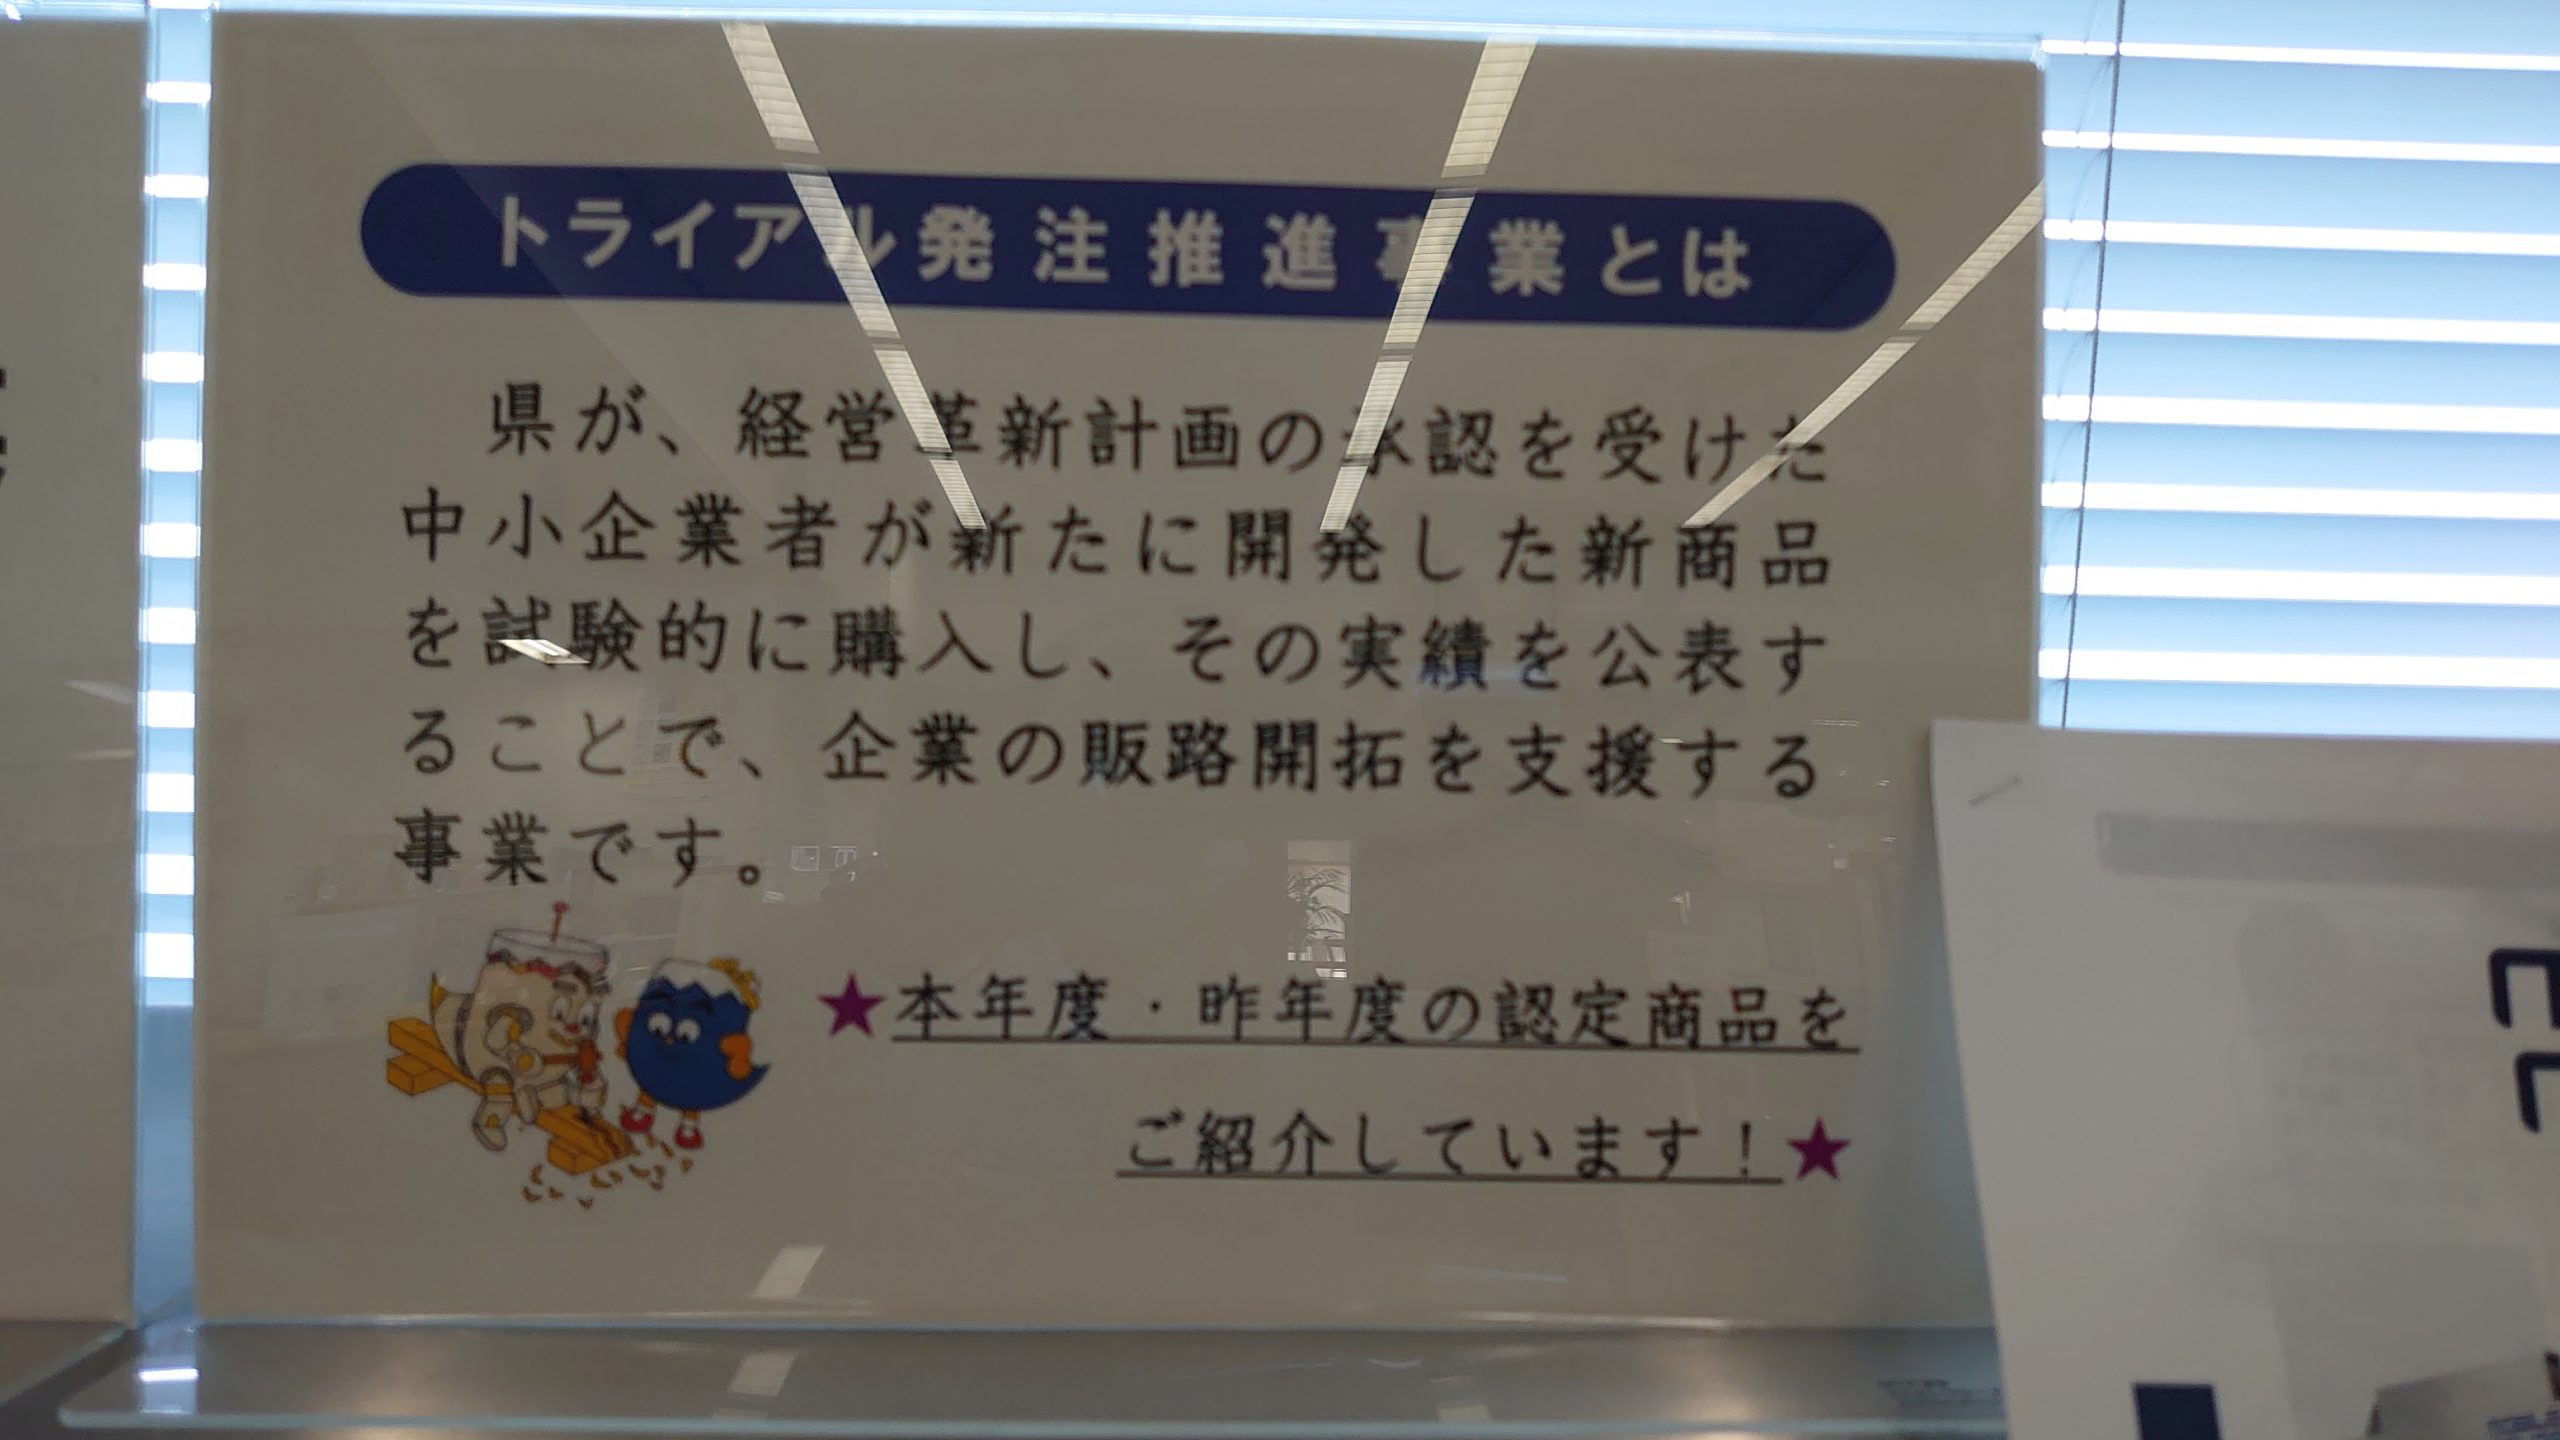 トライアル発注推進事業とは
県が、経営革新計画の承認を受けた
中小企業者が新たに開発した新商品
を試験的に購入し、その実績を公表す
ることで、企業の販路開拓を支援する
事業です。
★本年度・昨年度の認定商品を
ご紹介しています！★